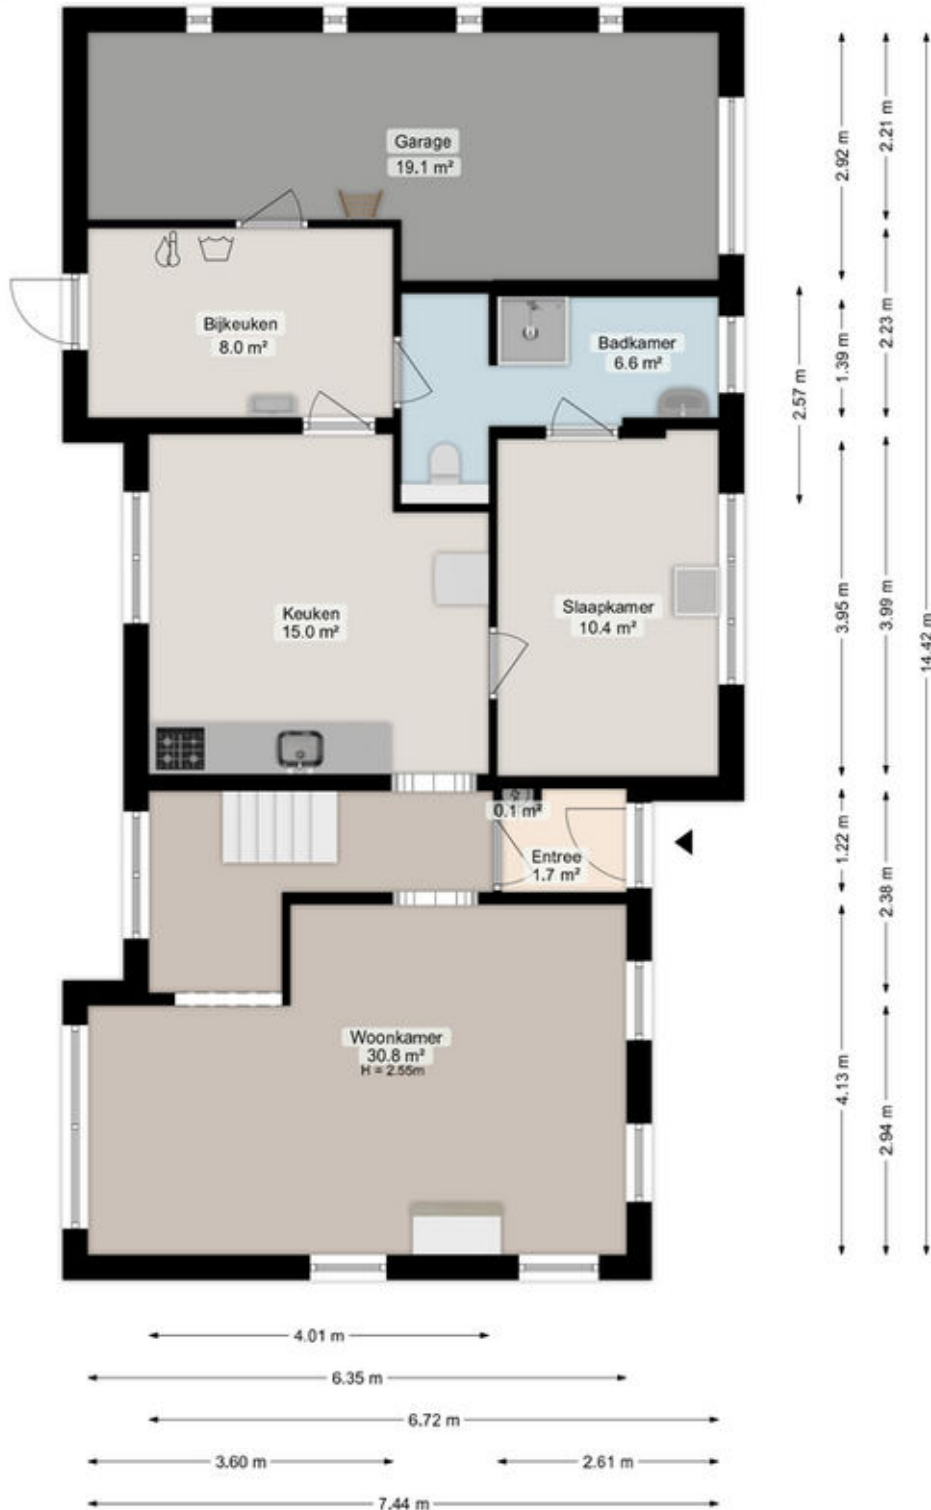 Garage
19.1 m²
2.92 m
2.21 m
Bijkeuken
8.0 m²
Badkamer
6.6 m²
2.57 m
1.39 m
2.23 m
Keuken
15.0 m²
Slaapkamer
10.4 m²
3.95 m
3.99 m
14.42 m
0.1 m²
Entree
1.7 m²
1.22 m
2.38 m
Woonkamer
30.8 m²
H = 2.55m
4.13 m
2.94 m
4.01 m
6.35 m
6.72 m
3.60 m
2.61 m
7.44 m